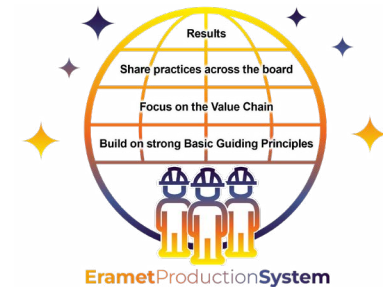 Results
Share practices across the board
Focus on the Value Chain
Build on strong Basic Guiding Principles
ErametProductionSystem